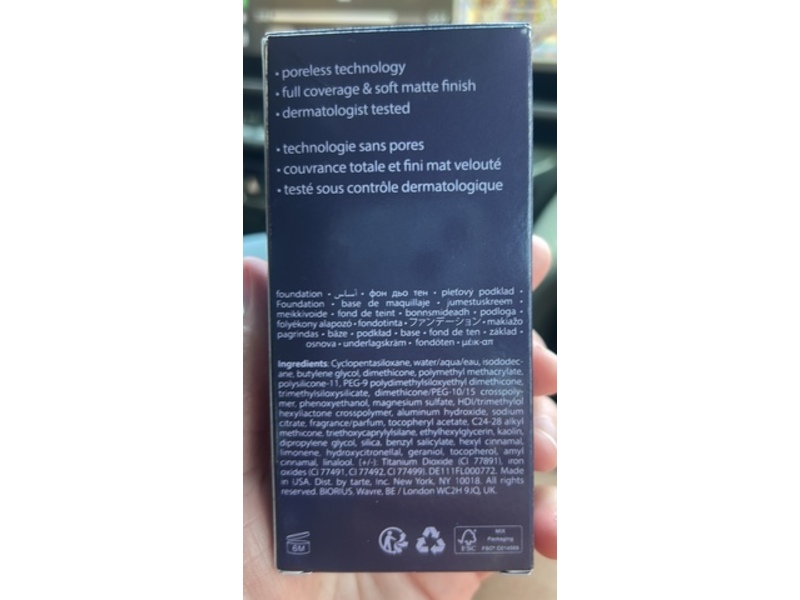 • poreless technology
• full coverage & soft matte finish
• dermatologist tested
• technologie sans pores
• couvrance totale et fini mat velouté
• testé sous contrôle dermatologique
foundation • أساس • фон дьо тен • pleťový podklad •
Foundation • base de maquillaje • jumestuskreem •
meikkivoide • fond de teint • bonnsmideadh • podloga •
folyékony alapozó • fondotinta • ファンデーション • makiažo
pagrindas • bāze • podkład • base • fond de ten • základ •
osnova • underlagskräm • fondöten • μέικ-απ
Ingredients: Cyclopentasiloxane, water/aqua/eau, isododec-
ane, butylene glycol, dimethicone, polymethyl methacrylate,
polysilicone-11, PEG-9 polydimethylsiloxyethyl dimethicone,
trimethylsiloxysilicate, dimethicone/PEG-10/15 crosspoly-
mer, phenoxyethanol, magnesium sulfate, HDI/trimethylol
hexyllactone crosspolymer, aluminum hydroxide, sodium
citrate, fragrance/parfum, tocopheryl acetate, C24-28 alkyl
methicone, triethoxycaprylylsilane, ethylhexylglycerin, kaolin,
dipropylene glycol, silica, benzyl salicylate, hexyl cinnamal,
limonene, hydroxycitronellal, geraniol, tocopherol, amyl
cinnamal, linalool. (+/-): Titanium Dioxide (CI 77891), iron
oxides (CI 77491, CI 77492, CI 77499). DE111FL000772. Made
in USA. Dist. by tarte, Inc. New York, NY 10018. All rights
reserved. BiORIUS, Wavre, BE / London WC2H 9JQ, UK.
6M
FSC
MIX
Packaging